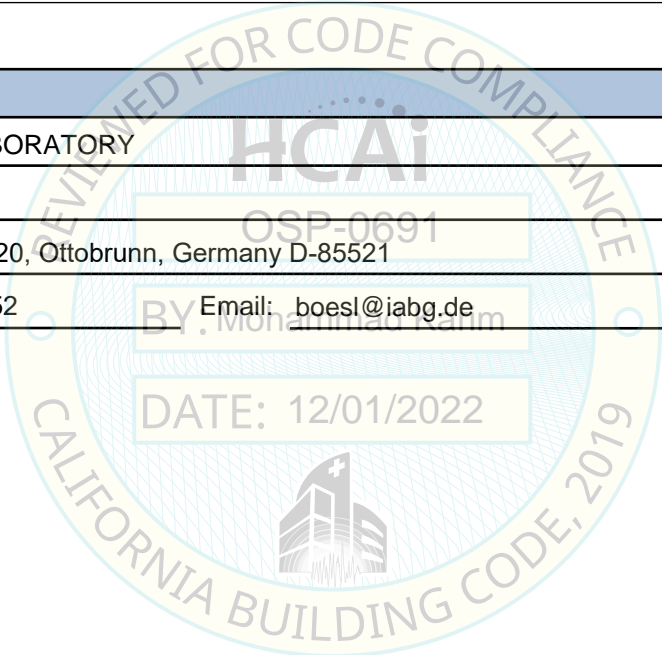 REVIEWED FOR CODE COMPLIANCE
HCAi
BORATORY
OSP-0691
20, Ottobrunn, Germany D-85521
52 Email: boesl@iabg.de
BY: Mohammad Karim
DATE: 12/01/2022
CALIFORNIA BUILDING CODE, 2019